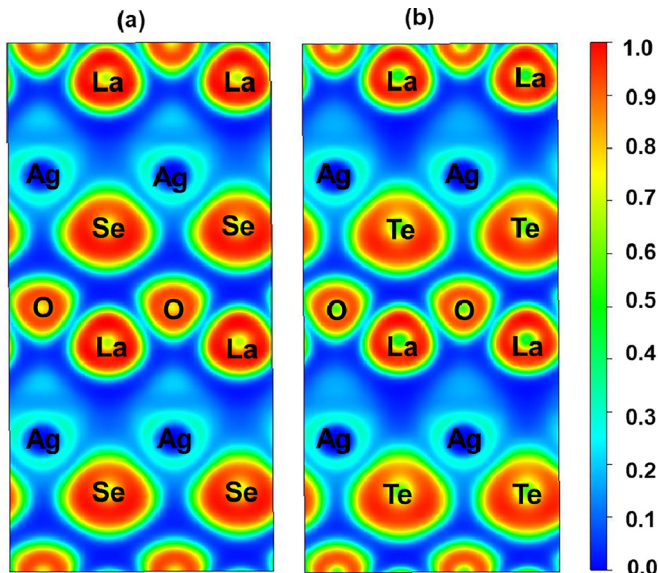 (a) (b)
La La La La 1.0
0.9
Ag Ag Ag Ag 0.8
0.7
Se Se Te Te 0.6
O O O O 0.5
La La La La 0.4
0.3
Ag Ag Ag Ag 0.2
Se Se Te Te 0.1
0.0